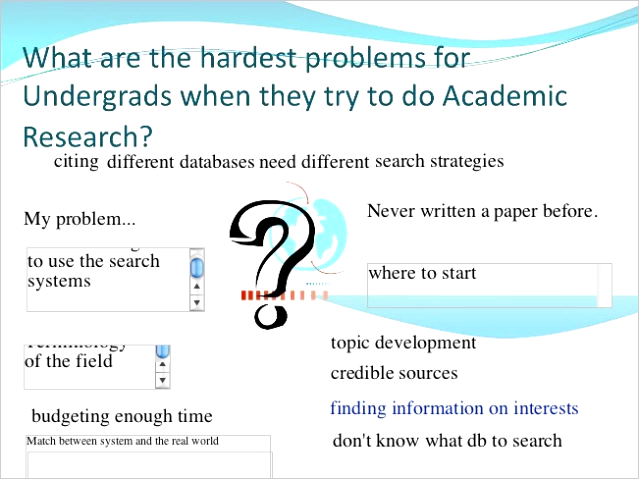 What are the hardest problems for
Undergrads when they try to do Academic
Research?
citing different databases need different search strategies
My problem...
Never written a paper before.
to use the search
systems
where to start
Terminology
of the field
topic development
credible sources
budgeting enough time
finding information on interests
Match between system and the real world
don't know what db to search